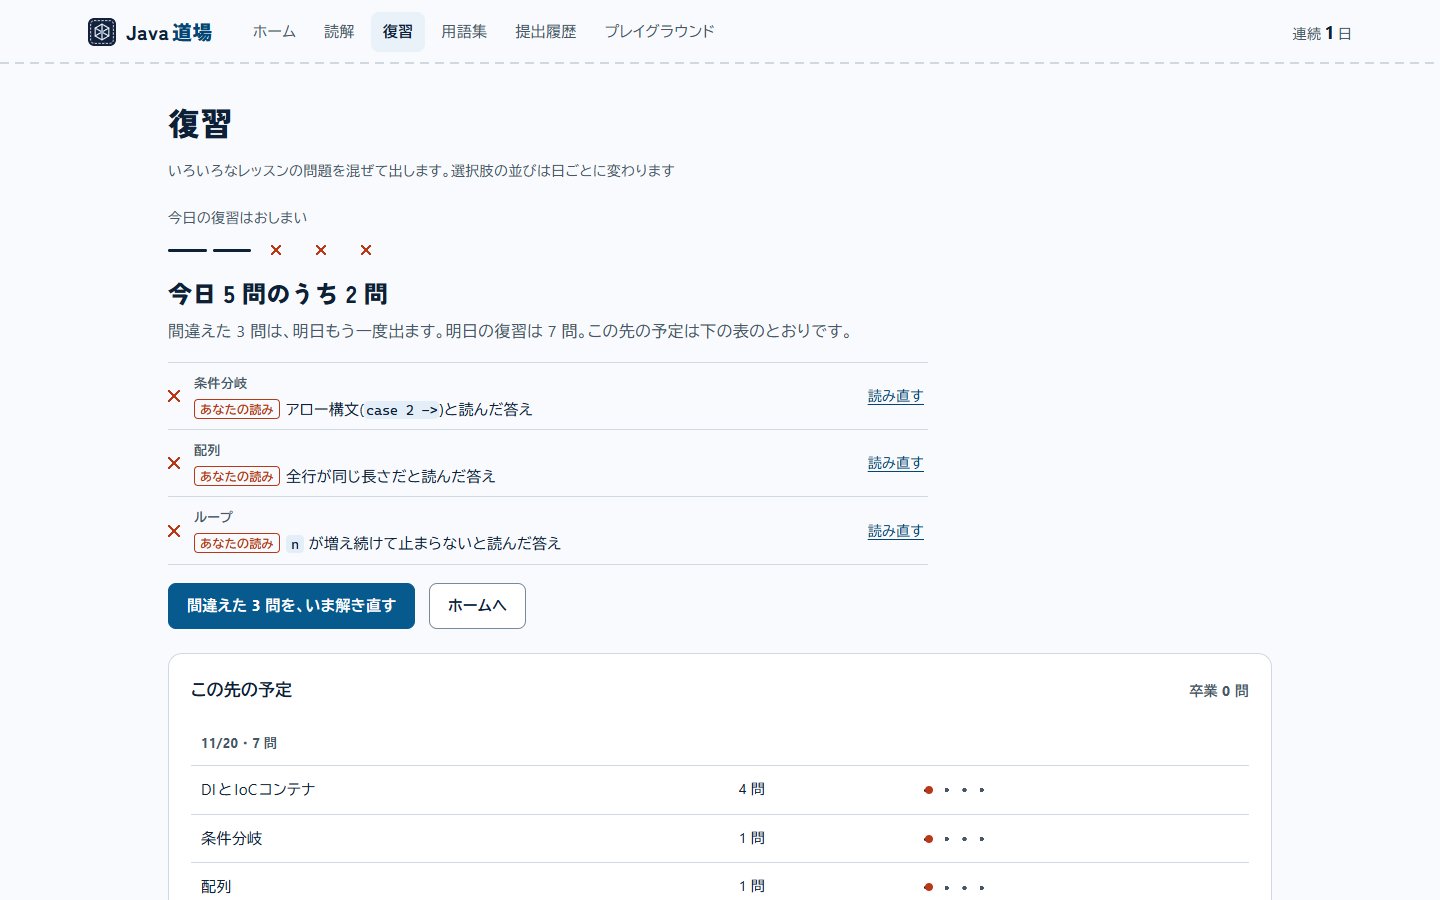 Java 道場
ホーム 読解 復習 用語集 提出履歴 プレイグラウンド
連続 1 日
復習
いろいろなレッスンの問題を混ぜて出します。選択肢の並びは日ごとに変わります
今日の復習はおしまい
今日 5 問のうち 2 問
間違えた 3 問は、明日もう一度出ます。明日の復習は 7 問。この先の予定は下の表のとおりです。
条件分岐
あなたの読み アロー構文(case 2 ->)と読んだ答え
読み直す
配列
あなたの読み 全行が同じ長さだと読んだ答え
読み直す
ループ
あなたの読み n が増え続けて止まらないと読んだ答え
読み直す
間違えた 3 問を、いま解き直す
ホームへ
この先の予定
卒業 0 問
11/20・7 問
DIとIoCコンテナ 4 問
条件分岐 1 問
配列 1 問